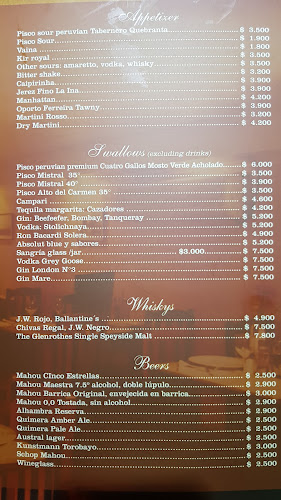 Appetizer
Pisco sour peruvian Tabernero Quebranta $ 3.500
Pisco Sour $ 1.900
Vaina $ 2.900
Kir royal $ 3.500
Other sours: amaretto, vodka, whisky $ 3.500
Bitter shake $ 3.200
Caipirinha $ 3.900
Jerez Fino La Ina $ 3.900
Manhattan $ 4.200
Oporto Ferreira Tawny $ 3.900
Martini Rosso $ 3.200
Dry Martini $ 4.200
Swallows (excluding drinks)
Pisco peruvian premium Cuatro Gallos Mosto Verde Acholado $ 6.000
Pisco Mistral 35° $ 3.500
Pisco Mistral 40° $ 3.900
Pisco Alto del Carmen 35° $ 3.500
Campari $ 4.600
Tequila margarita: Cazadores $ 4.200
Gin: Beefeefer, Bombay, Tanqueray $ 5.200
Vodka: Stolichnaya $ 5.200
Ron Bacardi Solera $ 4.900
Absolut blue y sabores $ 5.200
Sangría glass /jar $3.000 $ 7.500
Vodka Grey Goose $ 7.500
Gin London N°3 $ 7.500
Gin Mare $ 7.500
Whiskys
J.W. Rojo, Ballantine´s $ 4.900
Chivas Regal, J.W. Negro $ 7.500
The Glenrothes Single Speyside Malt $ 7.800
Beers
Mahou CInco Estrellas $ 2.500
Mahou Maestra 7.5° alcohol, doble lúpulo $ 2.900
Mahou Barrica Original, envejecida en barrica $ 3.000
Mahou 0,0 Tostada, sin alcohol $ 2.900
Alhambra Reserva $ 2.900
Quimera Amber Ale $ 2.500
Quimera Pale Ale $ 2.500
Austral lager $ 2.500
Kunstmann Torobayo $ 3.000
Schop Mahou $ 2.500
Wineglass $ 2.500